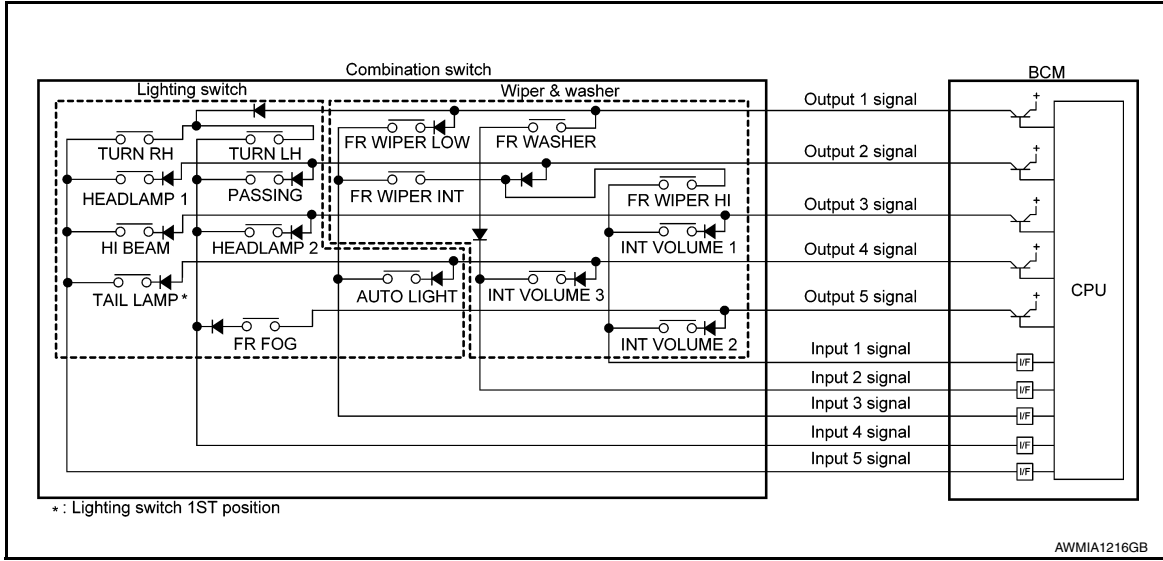 Combination switch
BCM
Lighting switch
Wiper & washer
Output 1 signal
+
TURN RH
TURN LH
FR WIPER LOW
FR WASHER
Output 2 signal
+
HEADLAMP 1
PASSING
FR WIPER INT
FR WIPER HI
Output 3 signal
+
HI BEAM
HEADLAMP 2
INT VOLUME 1
Output 4 signal
+
TAIL LAMP *
AUTO LIGHT
INT VOLUME 3
CPU
Output 5 signal
+
FR FOG
INT VOLUME 2
Input 1 signal
I/F
Input 2 signal
I/F
Input 3 signal
I/F
Input 4 signal
I/F
Input 5 signal
I/F
* : Lighting switch 1ST position
AWMIA1216GB